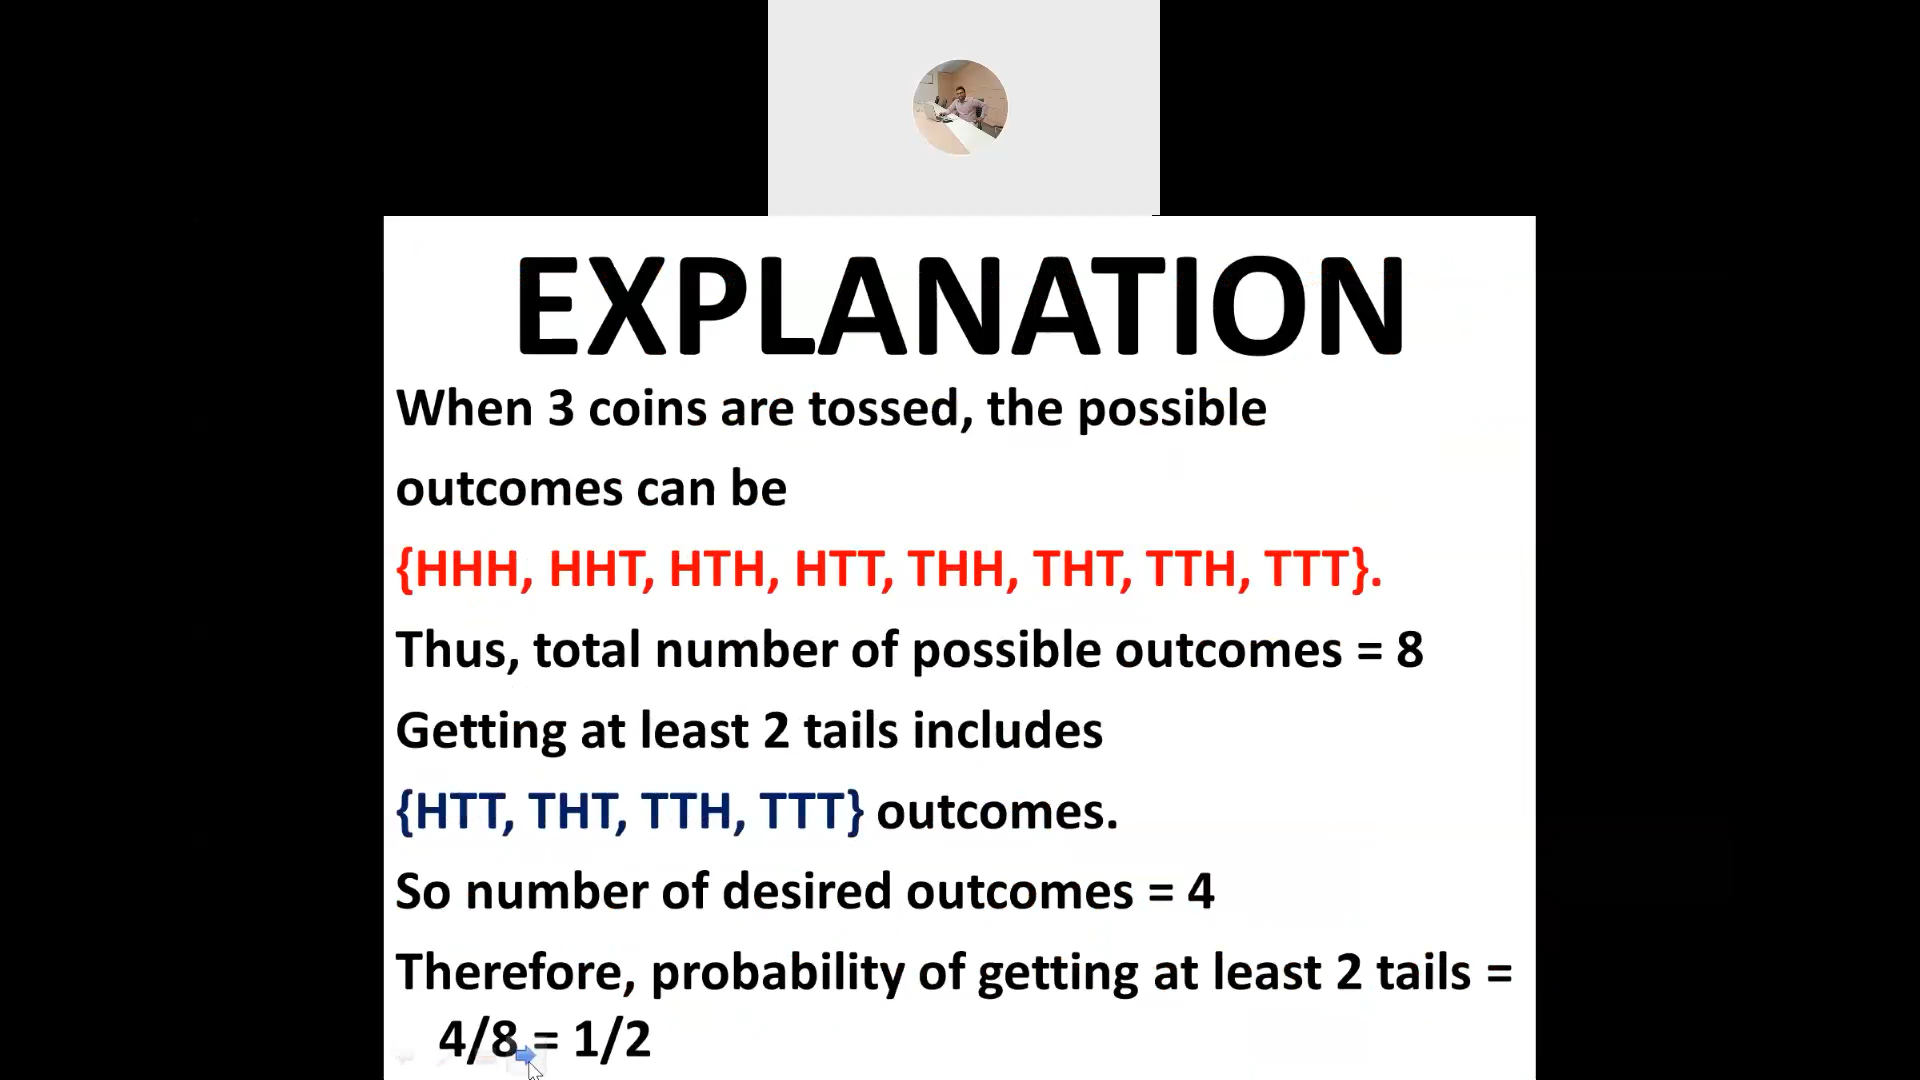 EXPLANATION
When 3 coins are tossed, the possible
outcomes can be
{HHH, HHT, HTH, HTT, THH, THT, TTH, TTT}.
Thus, total number of possible outcomes = 8
Getting at least 2 tails includes
{HTT, THT, TTH, TTT} outcomes.
So number of desired outcomes = 4
Therefore, probability of getting at least 2 tails =
4/8 = 1/2